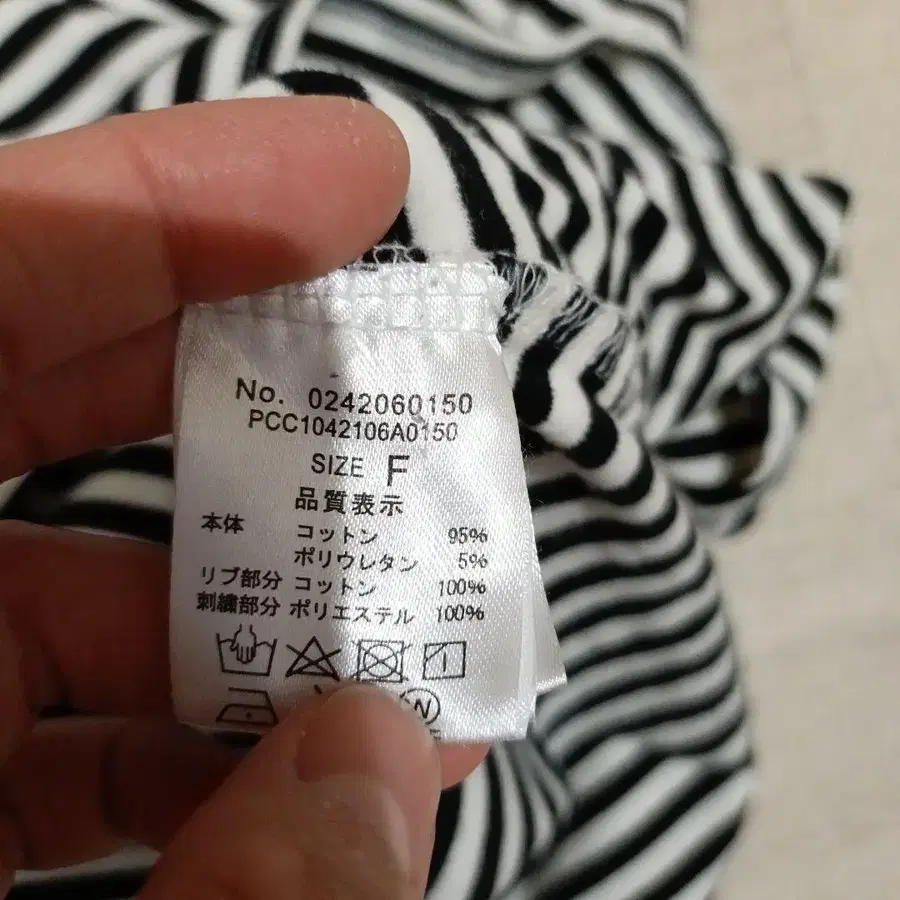 No. 0242060150
PCC1042106A0150
SIZE F
品質表示
本体 コットン 95%
ポリウレタン 5%
リブ部分 コットン 100%
刺繍部分 ポリエステル 100%
W